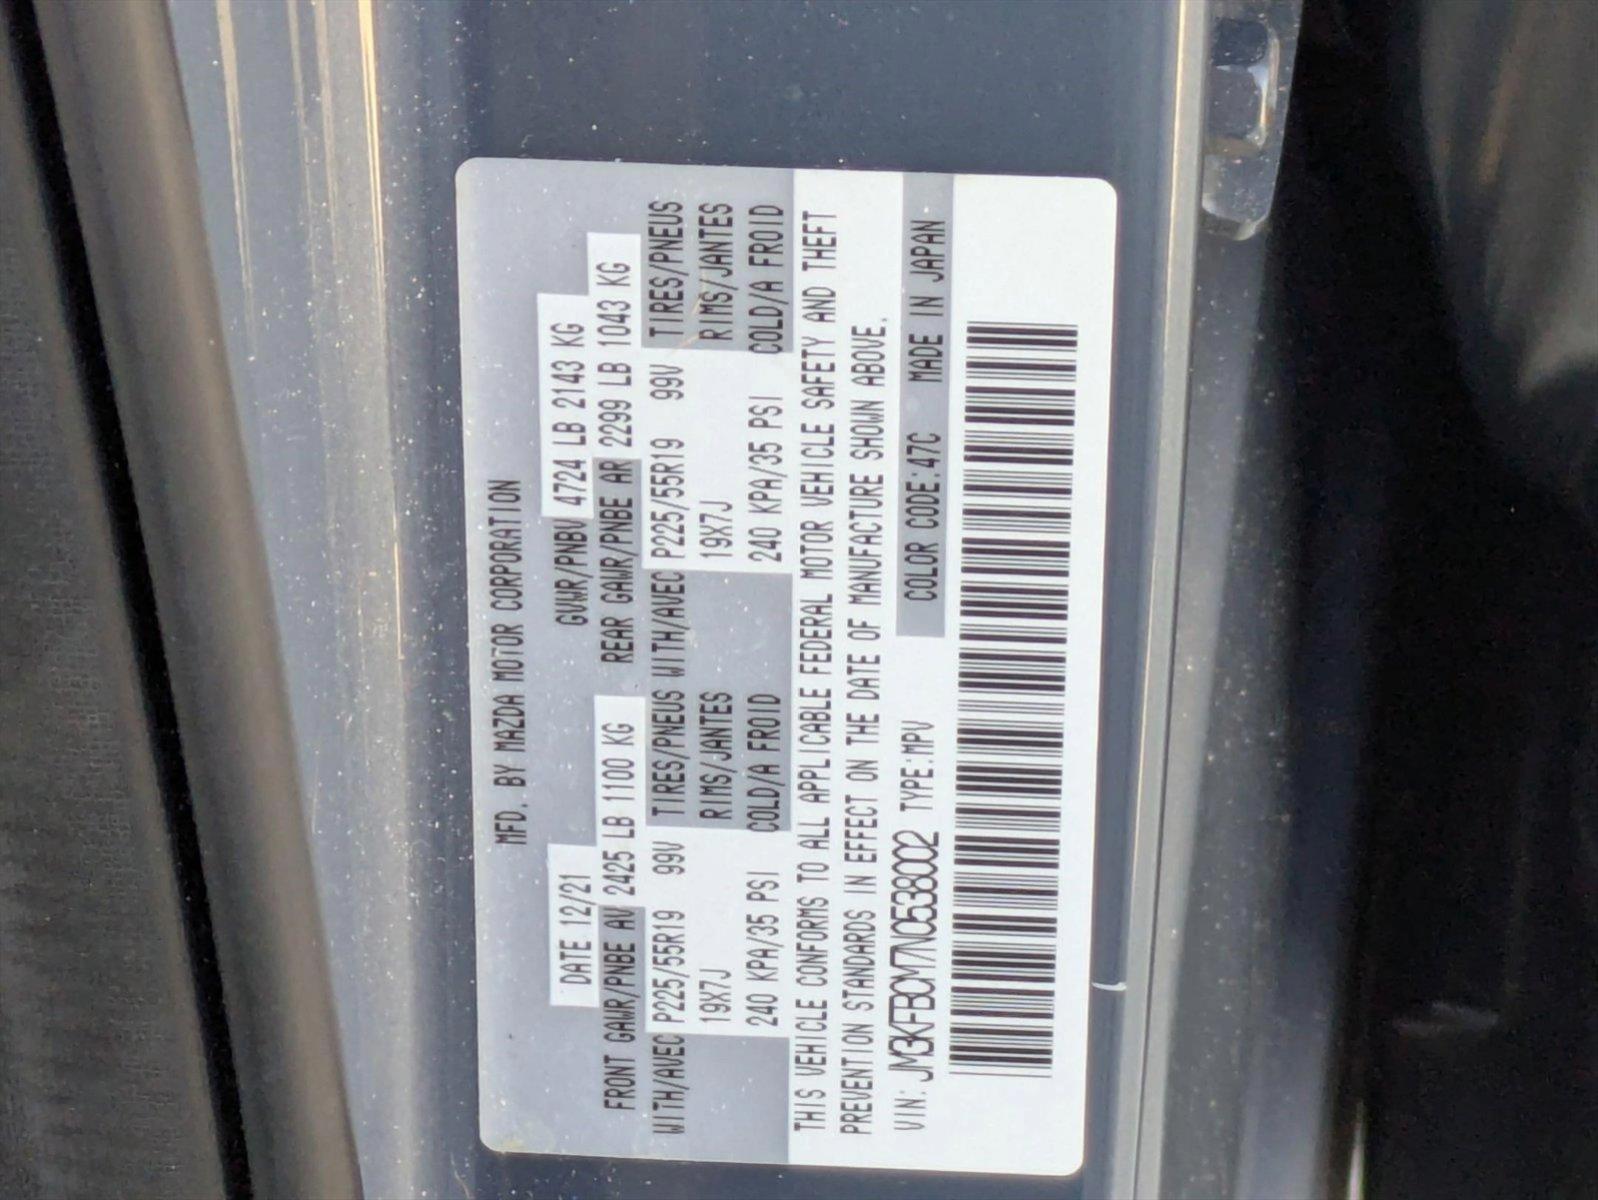 MFD. BY MAZDA MOTOR CORPORATION
DATE 12/21 GVWR/PNBV 4724 LB 2143 KG
FRONT GAWR/PNBE AV 2425 LB 1100 KG REAR GAWR/PNBE AR 2299 LB 1043 KG
WITH/AVEC P225/55R19 99V TIRES/PNEUS WITH/AVEC P225/55R19 99V TIRES/PNEUS
19X7J RIMS/JANTES 19X7J RIMS/JANTES
240 KPA/35 PSI COLD/A FROID 240 KPA/35 PSI COLD/A FROID
THIS VEHICLE CONFORMS TO ALL APPLICABLE FEDERAL MOTOR VEHICLE SAFETY AND THEFT
PREVENTION STANDARDS IN EFFECT ON THE DATE OF MANUFACTURE SHOWN ABOVE.
VIN: JM3KFBCM7N0538002 TYPE:MPV COLOR CODE:47C MADE IN JAPAN